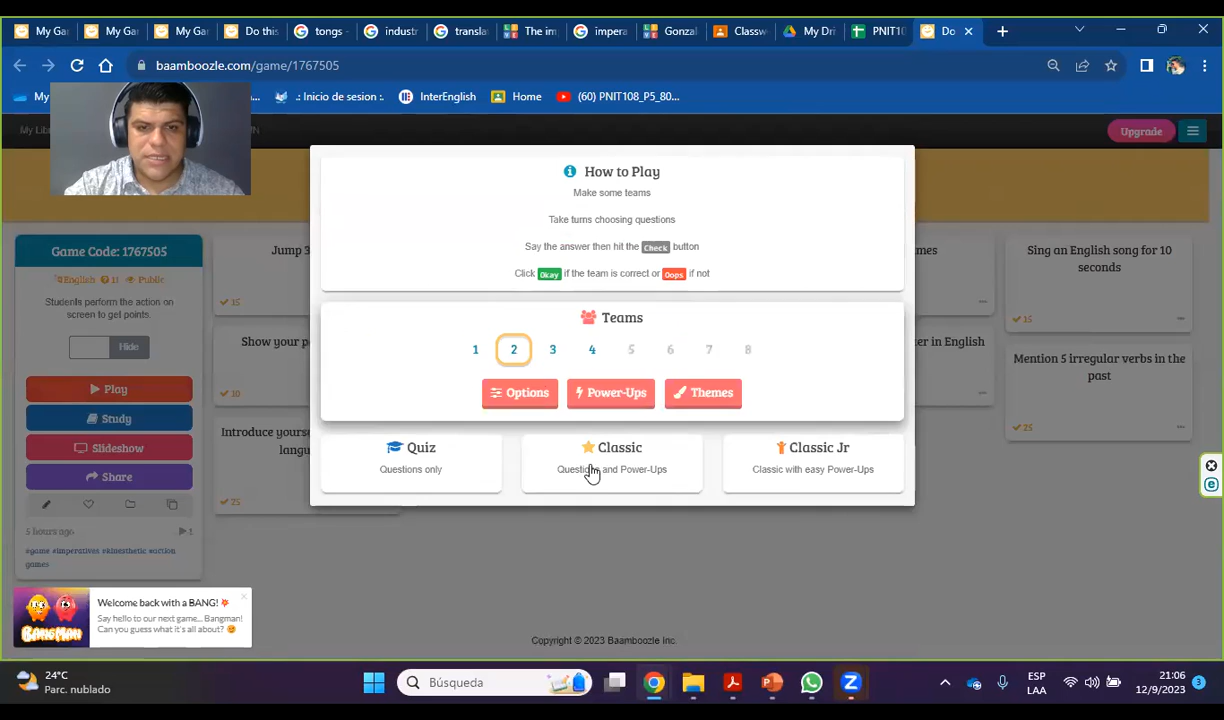 My Ga
My Ga
My Ga
Do this
tongs -
industr
transla
The im
impera
Gonzal
Classw
My Dri
PNIT10
Do
baamboozle.com/game/1767505
My
.: Inicio de sesion :.
InterEnglish
Home
(60) PNIT108_P5_80...
My Li
Upgrade
How to Play
Make some teams
Take turns choosing questions
Say the answer then hit the Check button
Click Okay if the team is correct or Oops if not
Teams
1 2 3 4 5 6 7 8
Options
Power-Ups
Themes
Quiz
Questions only
Classic
Questions and Power-Ups
Classic Jr
Classic with easy Power-Ups
Game Code: 1767505
English 11 Public
Students perform the action on
screen to get points.
Hide
Play
Study
Slideshow
Share
5 hours ago
1
#game #imperatives #kinesthetic #action
games
Jump 3
15
Show your p
10
Introduce yourse
langu
25
Sing an English song for 10
seconds
15
Mention 5 irregular verbs in the
past
25
er in English
Welcome back with a BANG!
Say hello to our next game... Bangman!
Can you guess what it's all about?
BANGMAN
Copyright © 2023 Baamboozle Inc.
24°C
Parc. nublado
Búsqueda
ESP
LAA
21:06
12/9/2023
3